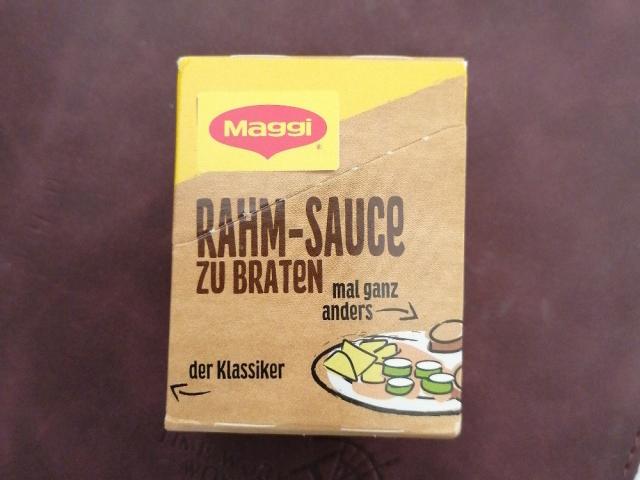 Maggi
®
RAHM-SAUCE
ZU BRATEN
mal ganz
anders
der Klassiker